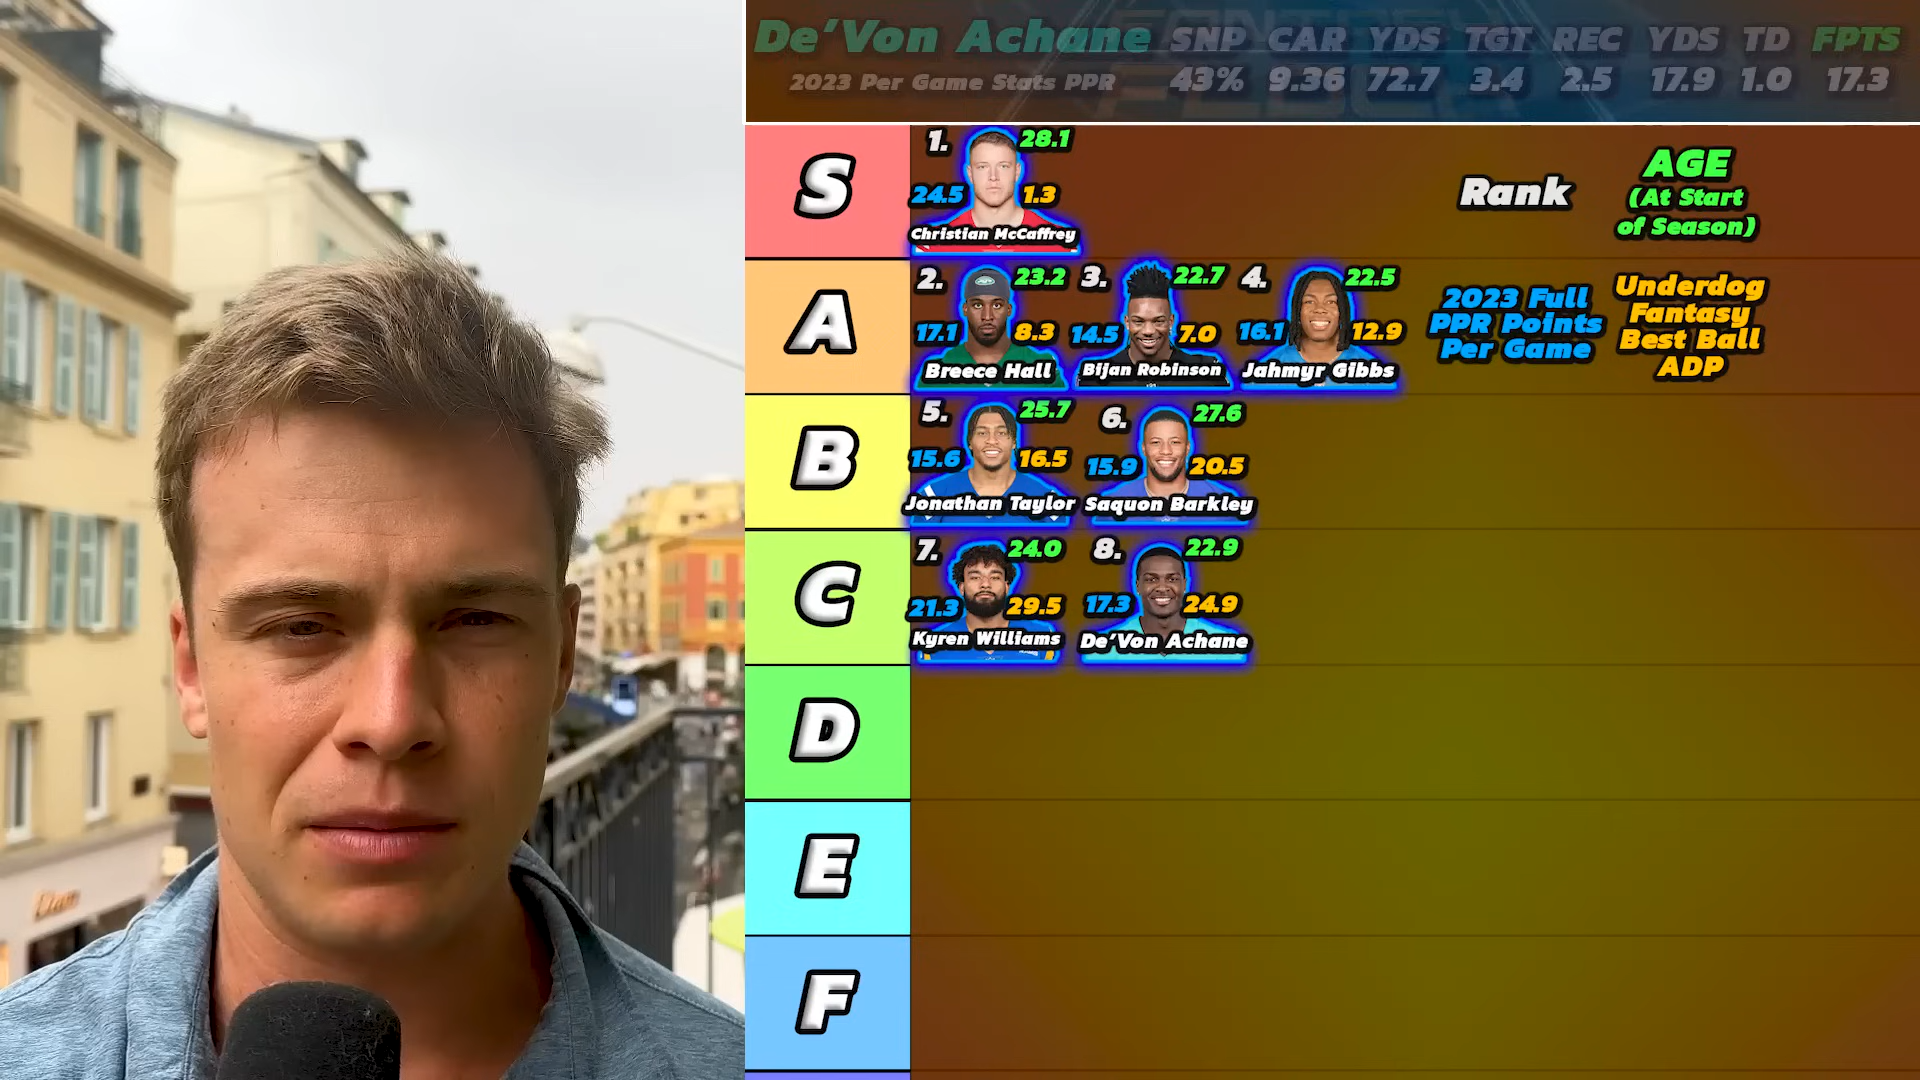 De'Von Achane SNP CAR YDS TGT REC YDS TD FPTS
2023 Per Game Stats PPR 43% 9.36 72.7 3.4 2.5 17.9 1.0 17.3
S
1. 28.1
24.5 1.3
Christian McCaffrey
Rank
AGE
(At Start
of Season)
A
2. 23.2
17.1 8.3
Breece Hall
3. 22.7
14.5 7.0
Bijan Robinson
4. 22.5
16.1 12.9
Jahmyr Gibbs
2023 Full
PPR Points
Per Game
Underdog
Fantasy
Best Ball
ADP
B
5. 25.7
15.6 16.5
Jonathan Taylor
6. 27.6
15.9 20.5
Saquon Barkley
C
7. 24.0
21.3 29.5
Kyren Williams
8. 22.9
17.3 24.9
De'Von Achane
D
E
F